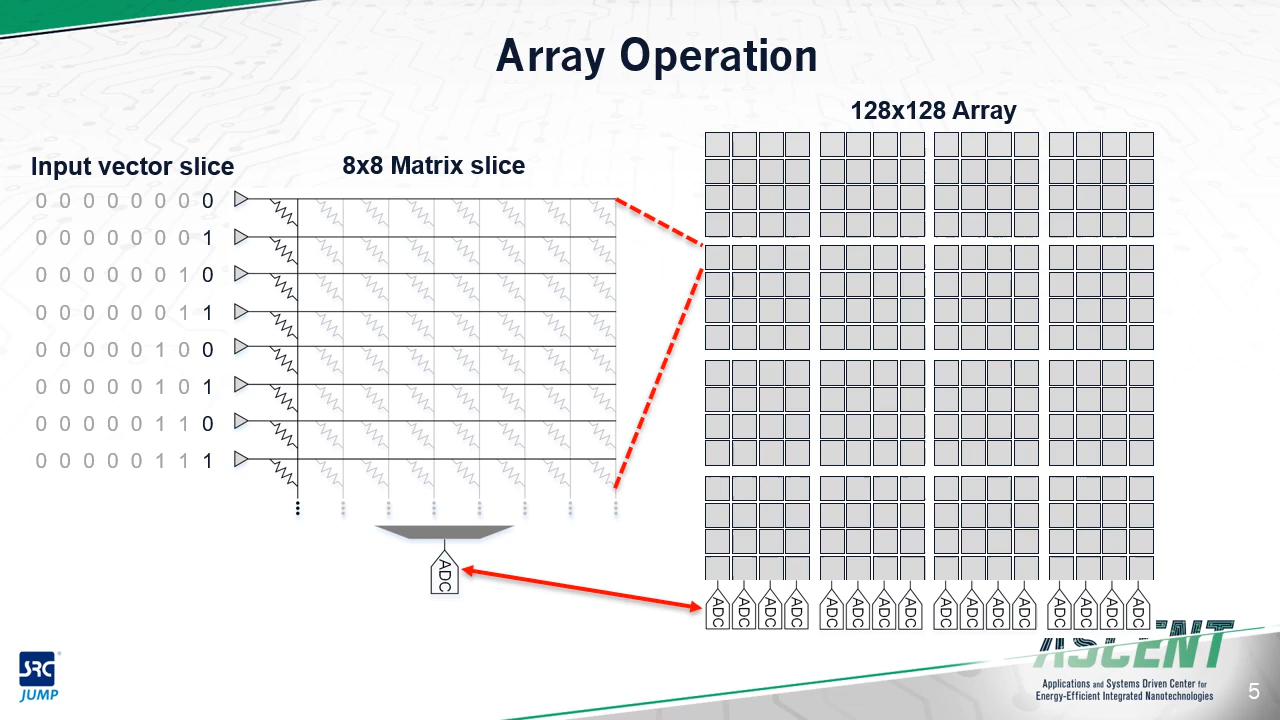 Array Operation
128x128 Array
Input vector slice
8x8 Matrix slice
0 0 0 0 0 0 0 0
0 0 0 0 0 0 0 1
0 0 0 0 0 0 1 0
0 0 0 0 0 0 1 1
0 0 0 0 0 1 0 0
0 0 0 0 0 1 0 1
0 0 0 0 0 1 1 0
0 0 0 0 0 1 1 1
ADC
ADC ADC ADC ADC ADC ADC ADC ADC ADC ADC ADC ADC ADC ADC ADC ADC
ASCENT
Applications and Systems Driven Center for
Energy-Efficient Integrated Nanotechnologies
SRC
JUMP
5